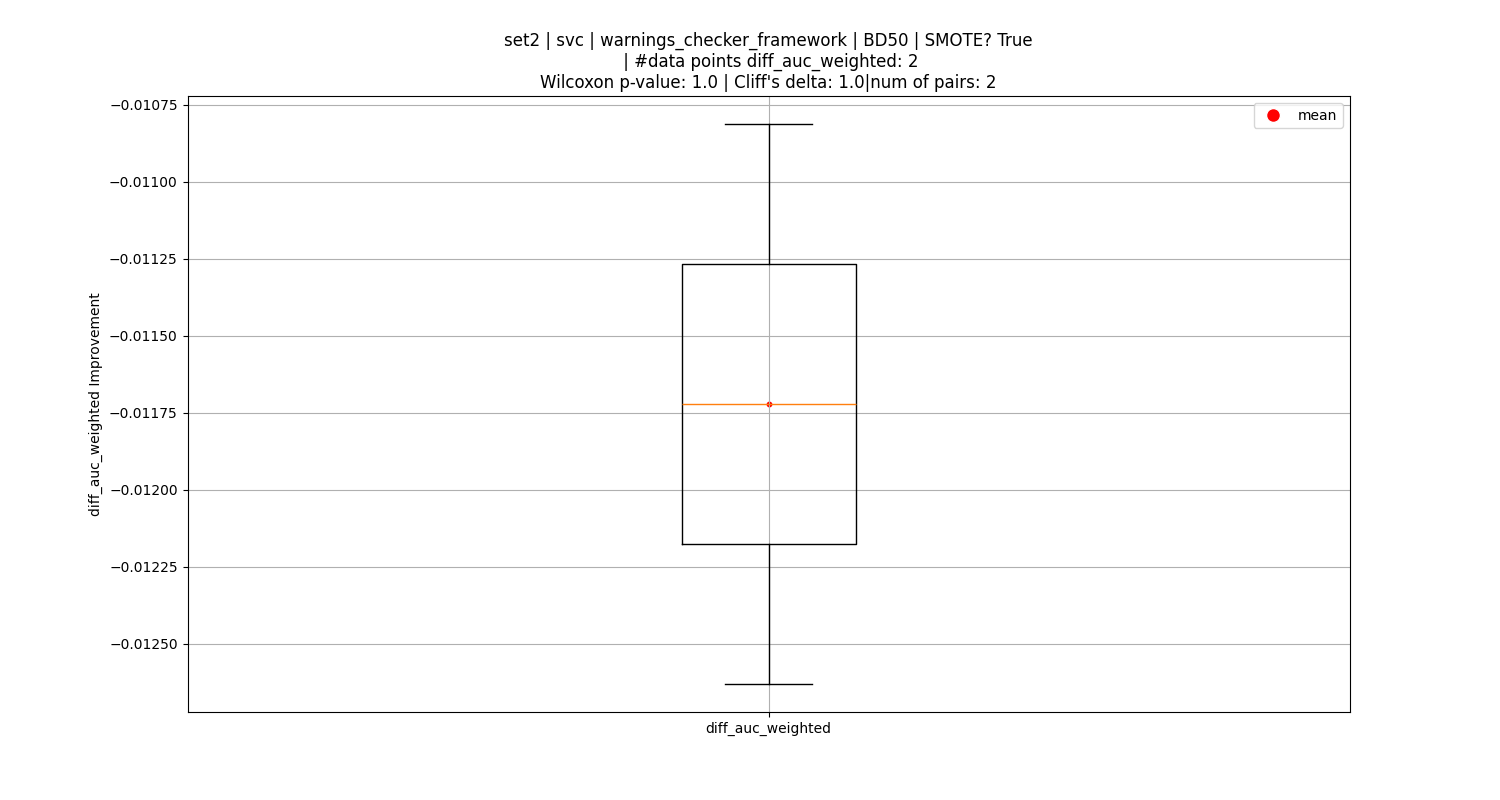 set2 | svc | warnings_checker_framework | BD50 | SMOTE? True
| #data points diff_auc_weighted: 2
Wilcoxon p-value: 1.0 | Cliff's delta: 1.0|num of pairs: 2
mean
−0.01075
−0.01100
−0.01125
−0.01150
−0.01175
−0.01200
−0.01225
−0.01250
diff_auc_weighted Improvement
diff_auc_weighted